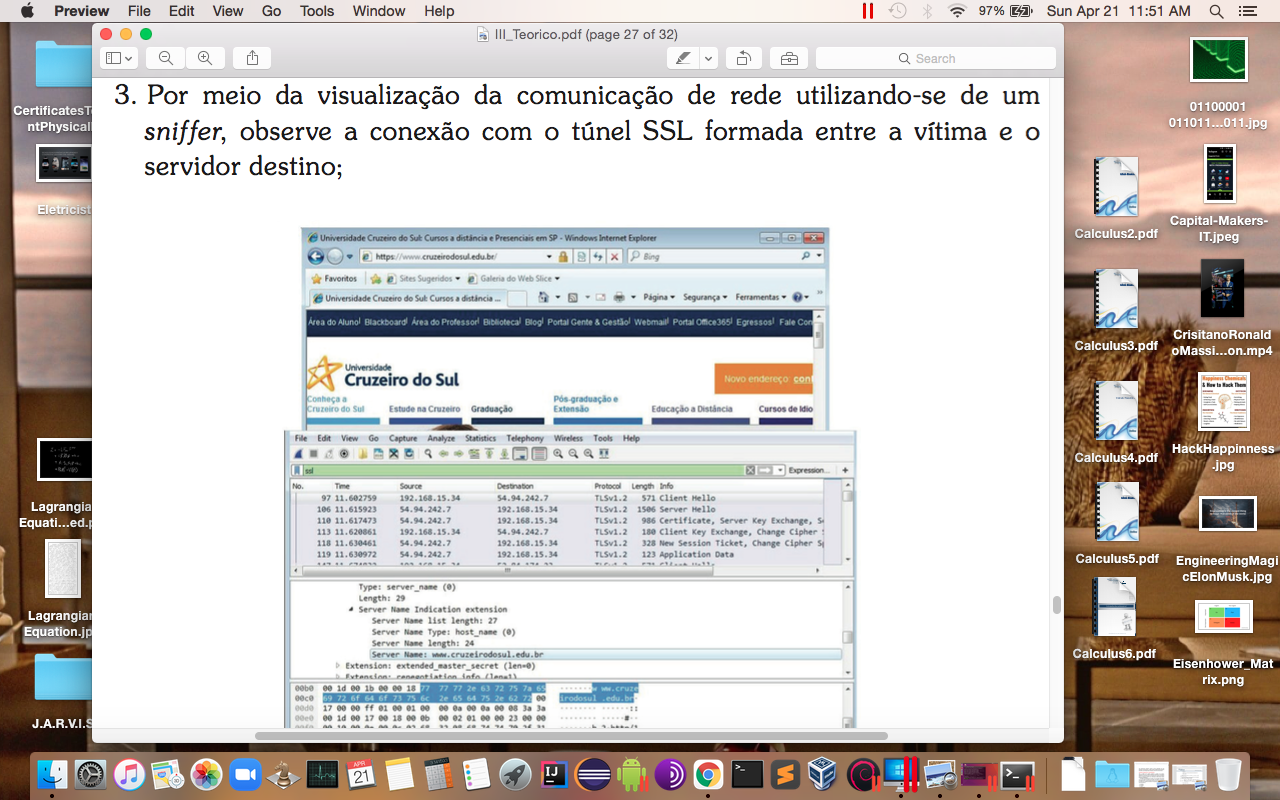 Preview File Edit View Go Tools Window Help 97% Sun Apr 21 11:51 AM
III_Teorico.pdf (page 27 of 32)
Search
3. Por meio da visualização da comunicação de rede utilizando-se de um
sniffer, observe a conexão com o túnel SSL formada entre a vítima e o
servidor destino;
Universidade Cruzeiro do Sul: Cursos a distância e Presenciais em SP - Windows Internet Explorer
https://www.cruzeirodosul.edu.br/ Bing
Favoritos Sites Sugeridos Galeria do Web Slice
Universidade Cruzeiro do Sul: Cursos a distância ... Página Segurança Ferramentas
Área do Aluno| Blackboard| Área do Professor| Biblioteca| Blog| Portal Gente & Gestão| Webmail| Portal Office365| Egressos| Fale Con
Universidade
Cruzeiro do Sul
Novo endereço: cont
Conheça a
Cruzeiro do Sul
Estude na Cruzeiro
Graduação
Pós-graduação e
Extensão
Educação a Distância
Cursos de Idio
File Edit View Go Capture Analyze Statistics Telephony Wireless Tools Help
ssl Expression... +
No. Time Source Destination Protocol Length Info
97 11.602759 192.168.15.34 54.94.242.7 TLSv1.2 571 Client Hello
106 11.615923 54.94.242.7 192.168.15.34 TLSv1.2 1506 Server Hello
110 11.617473 54.94.242.7 192.168.15.34 TLSv1.2 986 Certificate, Server Key Exchange, S
113 11.620861 192.168.15.34 54.94.242.7 TLSv1.2 180 Client Key Exchange, Change Cipher
118 11.630461 54.94.242.7 192.168.15.34 TLSv1.2 328 New Session Ticket, Change Cipher Sp
119 11.630972 54.94.242.7 192.168.15.34 TLSv1.2 123 Application Data
Type: server_name (0)
Length: 29
Server Name Indication extension
Server Name list length: 27
Server Name Type: host_name (0)
Server Name length: 24
Server Name: www.cruzeirodosul.edu.br
Extension: extended_master_secret (len=0)
Extension: renegotiation_info (len=1)
00b0 00 1d 00 1b 00 00 18 77 77 77 2e 63 72 75 7a 65 ·······w ww.cruze
00c0 69 72 6f 64 6f 73 75 6c 2e 65 64 75 2e 62 72 00 irodosul .edu.br·
00d0 17 00 00 ff 01 00 01 00 00 0a 00 0a 00 08 3a 3a
00e0 00 1d 00 17 00 18 00 0b 00 02 01 00 00 23 00 00
CertificatesTo
ntPhysical
Eletricist
Lagrangian
Equati...ed.p
Lagrangian
Equation.jp
J.A.R.V.I.S
Calculus2.pdf
Calculus3.pdf
Calculus4.pdf
Calculus5.pdf
Calculus6.pdf
01100001
011011...011.jpg
Capital-Makers-
IT.jpeg
CrisitanoRonald
oMassi...on.mp4
HackHappinness
.jpg
EngineeringMagi
cElonMusk.jpg
Eisenhower_Mat
rix.png
APR
21